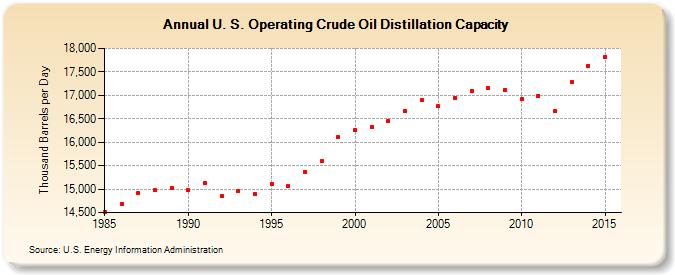 Annual U. S. Operating Crude Oil Distillation Capacity
Thousand Barrels per Day
18,000
17,500
17,000
16,500
16,000
15,500
15,000
14,500
1985 1990 1995 2000 2005 2010 2015
Source: U.S. Energy Information Administration